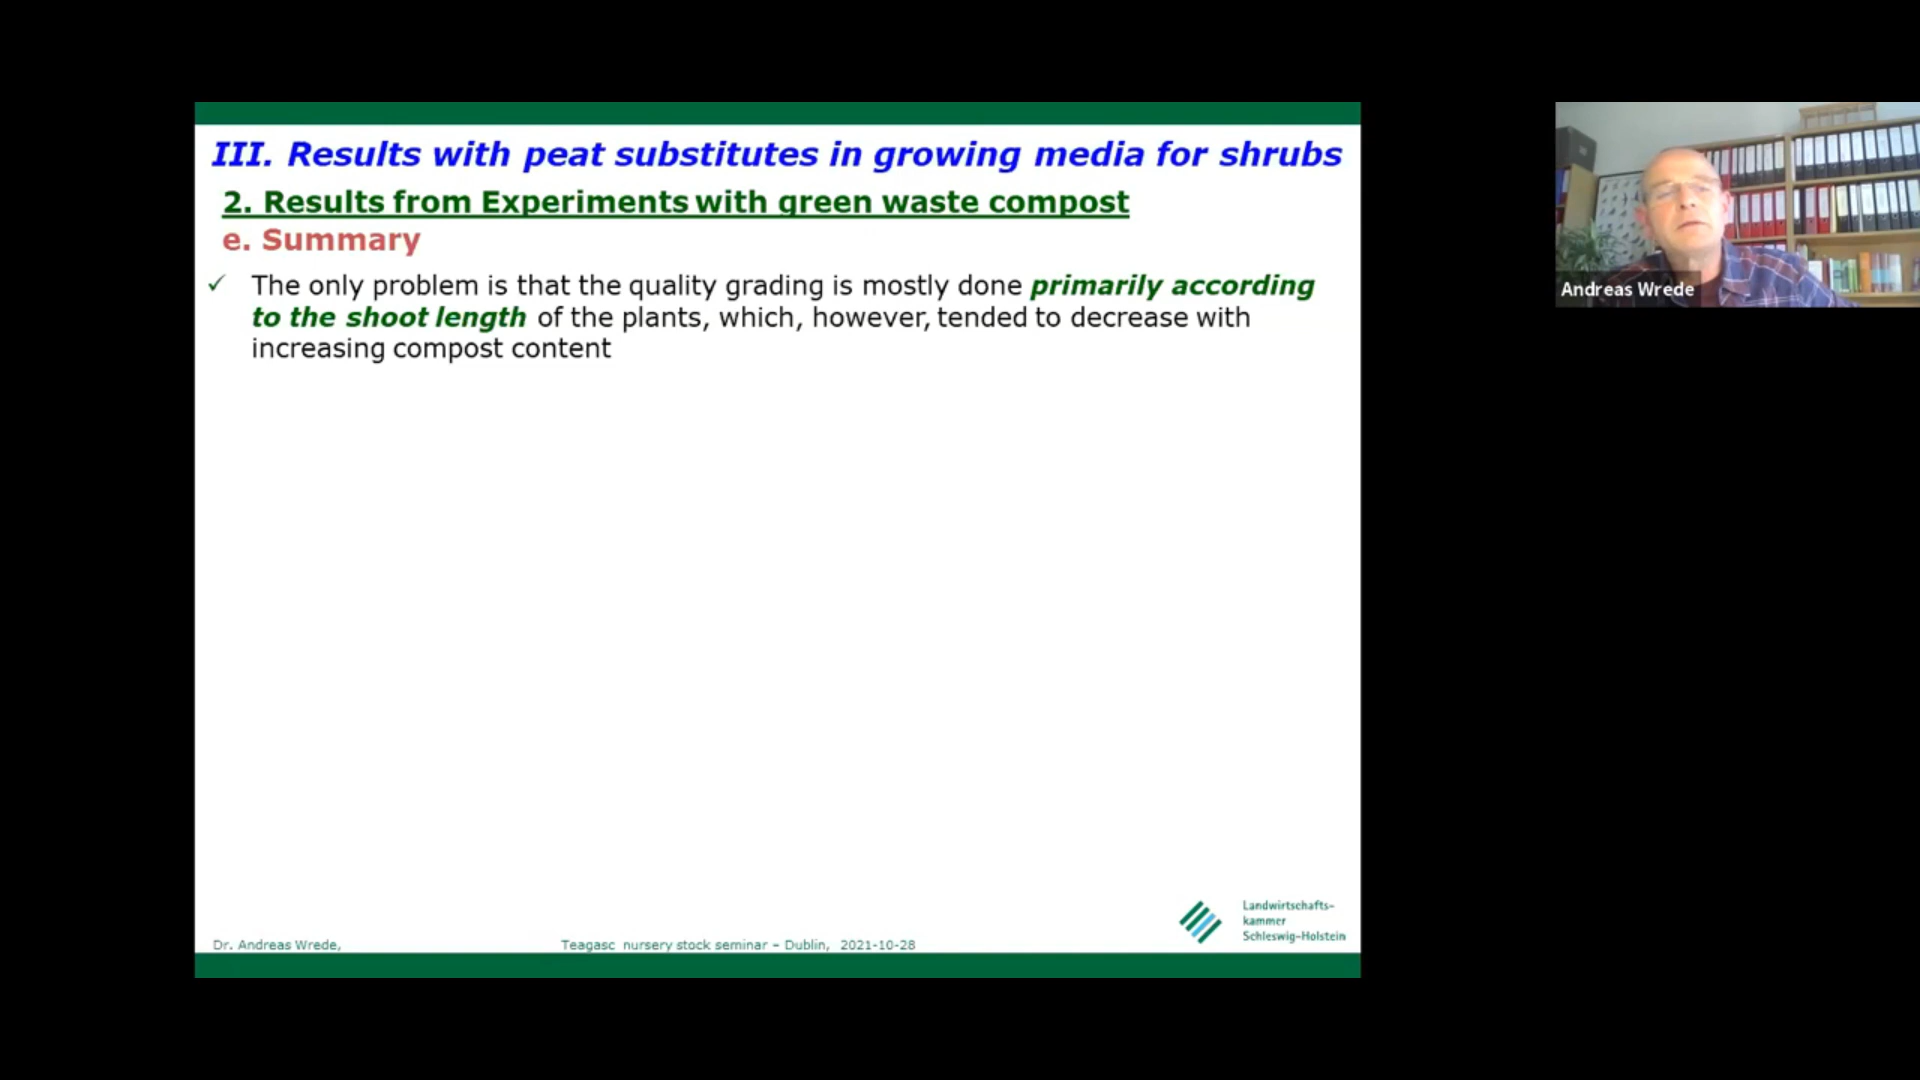 III. Results with peat substitutes in growing media for shrubs
2. Results from Experiments with green waste compost
e. Summary
✓ The only problem is that the quality grading is mostly done primarily according
to the shoot length of the plants, which, however, tended to decrease with
increasing compost content
Andreas Wrede
Landwirtschafts-
kammer
Schleswig-Holstein
Dr. Andreas Wrede, Teagasc nursery stock seminar – Dublin, 2021-10-28